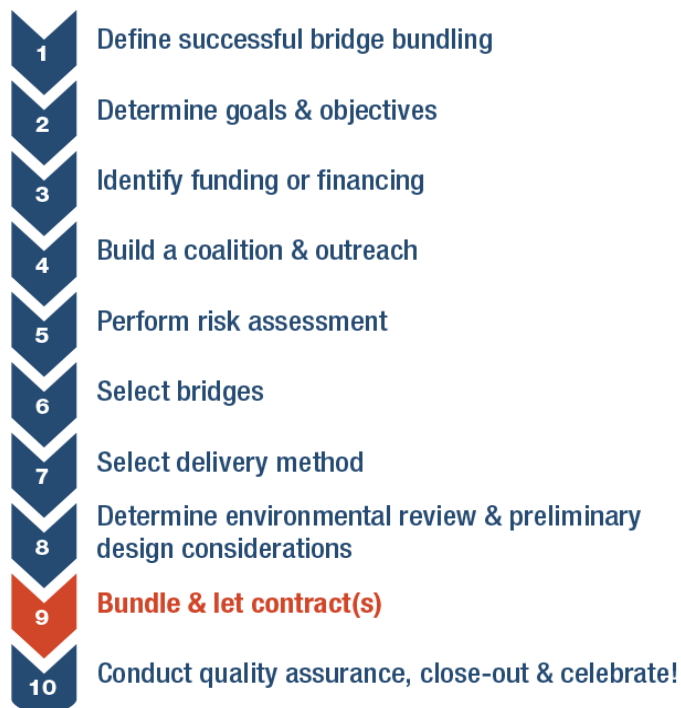 1 Define successful bridge bundling
2 Determine goals & objectives
3 Identify funding or financing
4 Build a coalition & outreach
5 Perform risk assessment
6 Select bridges
7 Select delivery method
8 Determine environmental review & preliminary
design considerations
9 Bundle & let contract(s)
10 Conduct quality assurance, close-out & celebrate!